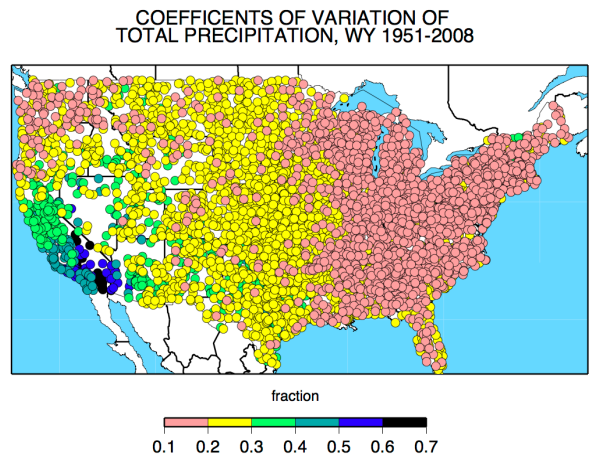 COEFFICENTS OF VARIATION OF
TOTAL PRECIPITATION, WY 1951-2008
fraction
0.1 0.2 0.3 0.4 0.5 0.6 0.7